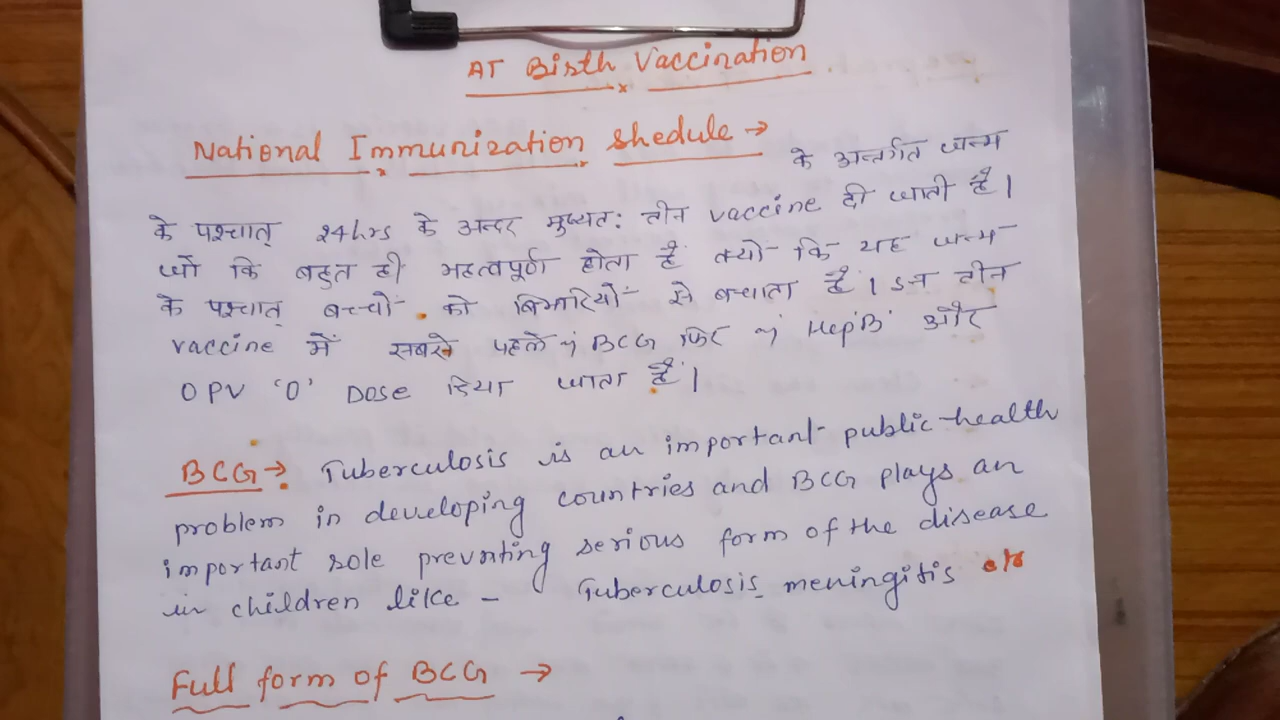 AT Birth Vaccination
National Immunization Shedule → के अन्तर्गत जन्म
के पश्चात् 24hrs के अन्दर मुख्यत: तीन vaccine दी जाती है।
जो कि बहुत ही महत्वपूर्ण होता है क्यो कि यह जन्म
के पश्चात् बच्चो को बिमारियों से बचाता है। इन तीन
vaccine में सबसे पहले BCG फिर Hep'B' और
OPV '0' Dose दिया जाता है।
BCG → Tuberculosis is an important public health
problem in developing countries and BCG plays an
important role prevnting serious form of the disease
in children like - Tuberculosis meningitis
Full form of BCG →